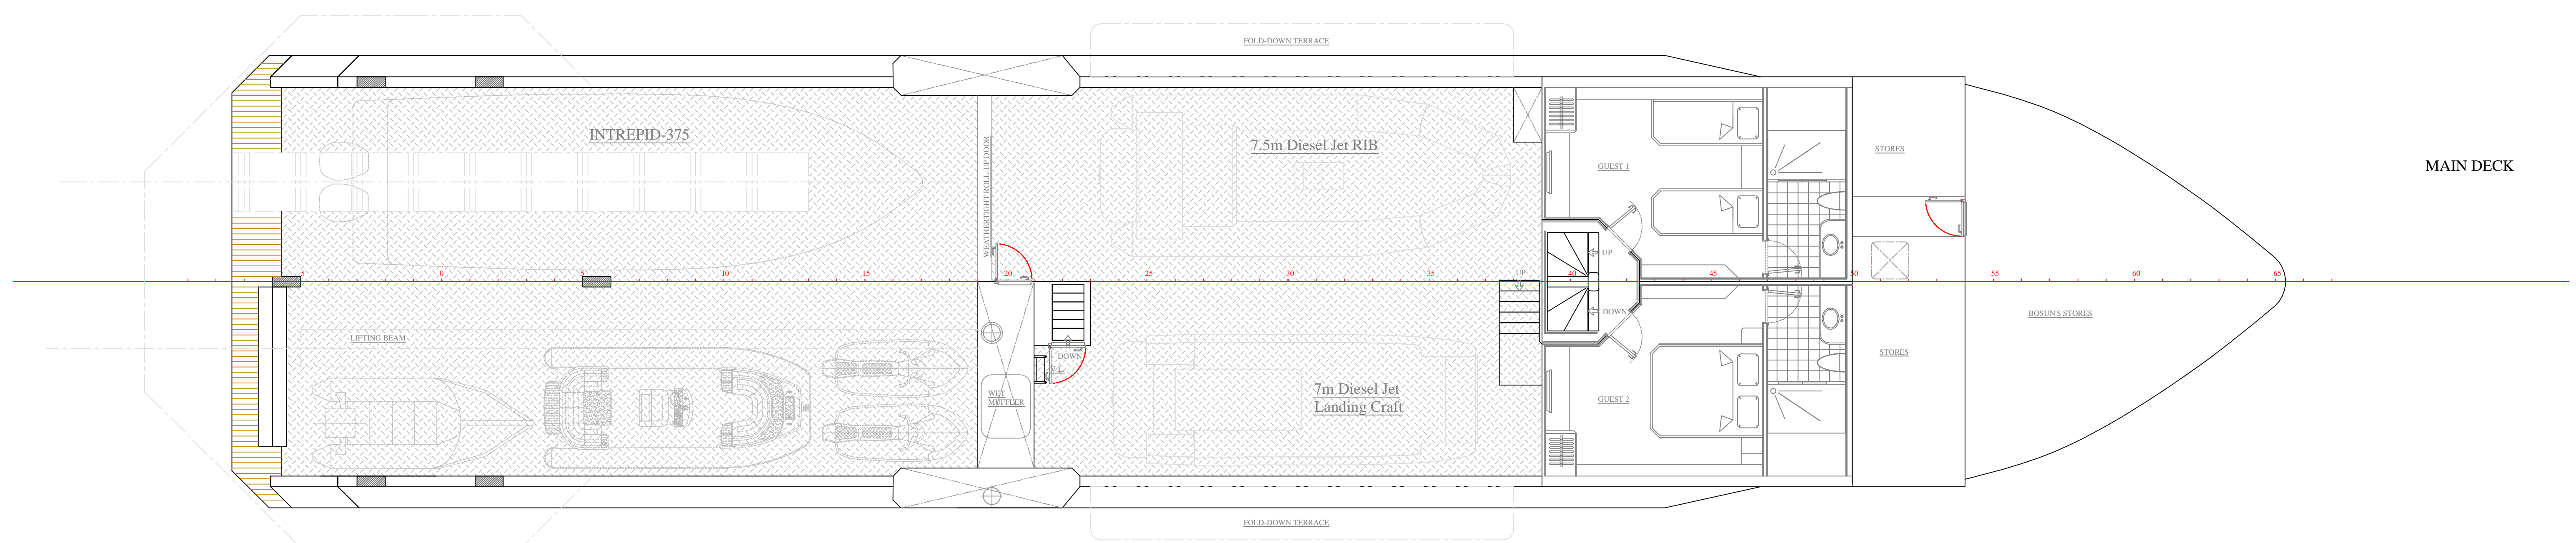 FOLD-DOWN TERRACE
INTREPID-375
WEATHERTIGHT ROLL-UP DOOR
7.5m Diesel Jet RIB
GUEST 1
STORES
MAIN DECK
UP
-5 0 5 10 15 20 25 30 35 40 45 50 55 60 65
UP
DOWN
LIFTING BEAM
DOWN
V.L.
WET
MUFFLER
7m Diesel Jet
Landing Craft
GUEST 2
STORES
BOSUN'S STORES
FOLD-DOWN TERRACE